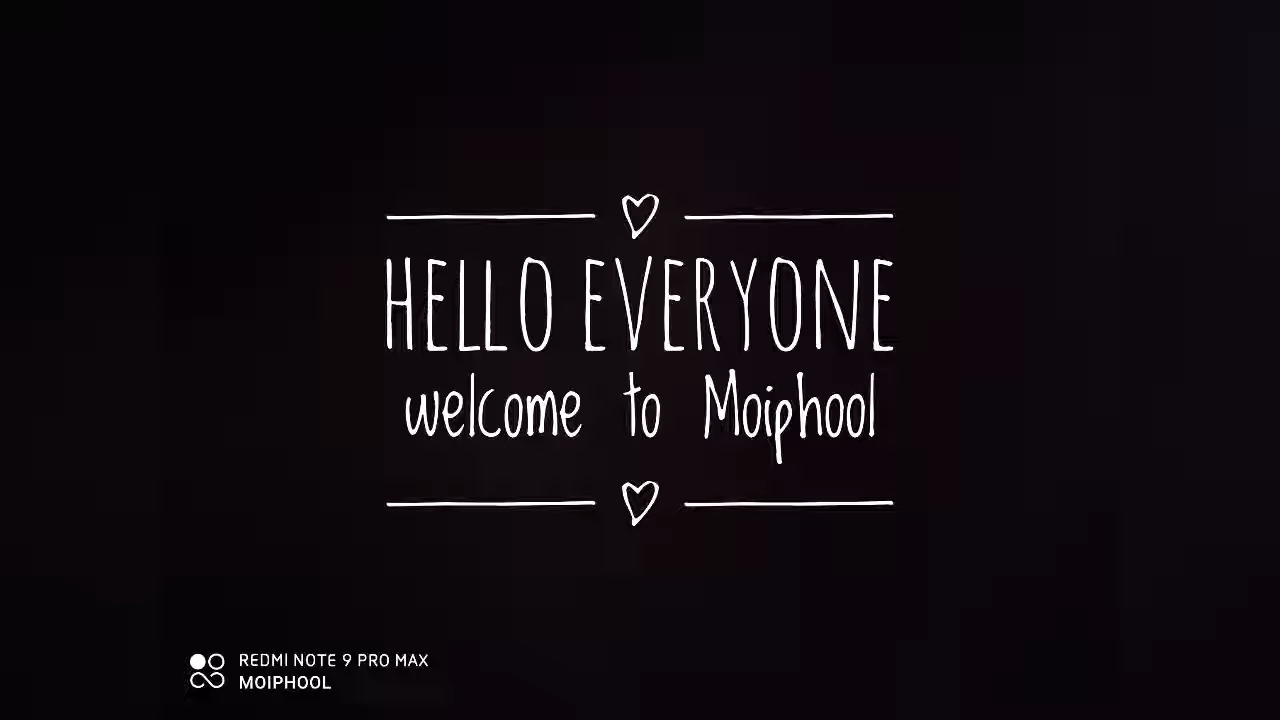 HELLO EVERYONE
welcome to Moiphool
REDMI NOTE 9 PRO MAX
MOIPHOOL